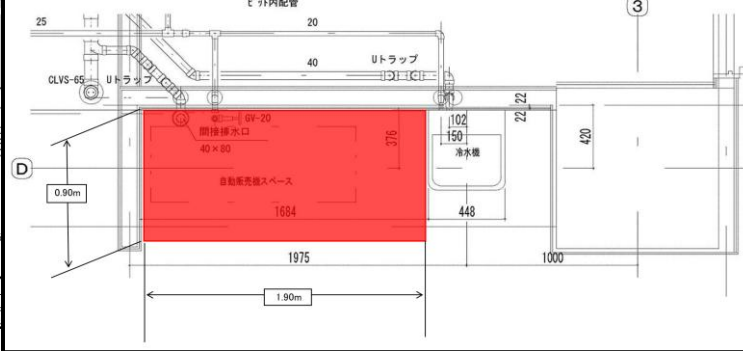 ピット内配管
25
20
3
40
Uトラップ
CLVS-65
Uトラップ
GV-20
間接排水口
40×80
102
150
22
22
376
420
冷水機
D
0.90m
自動販売機スペース
1684
448
1975
1000
1.90m